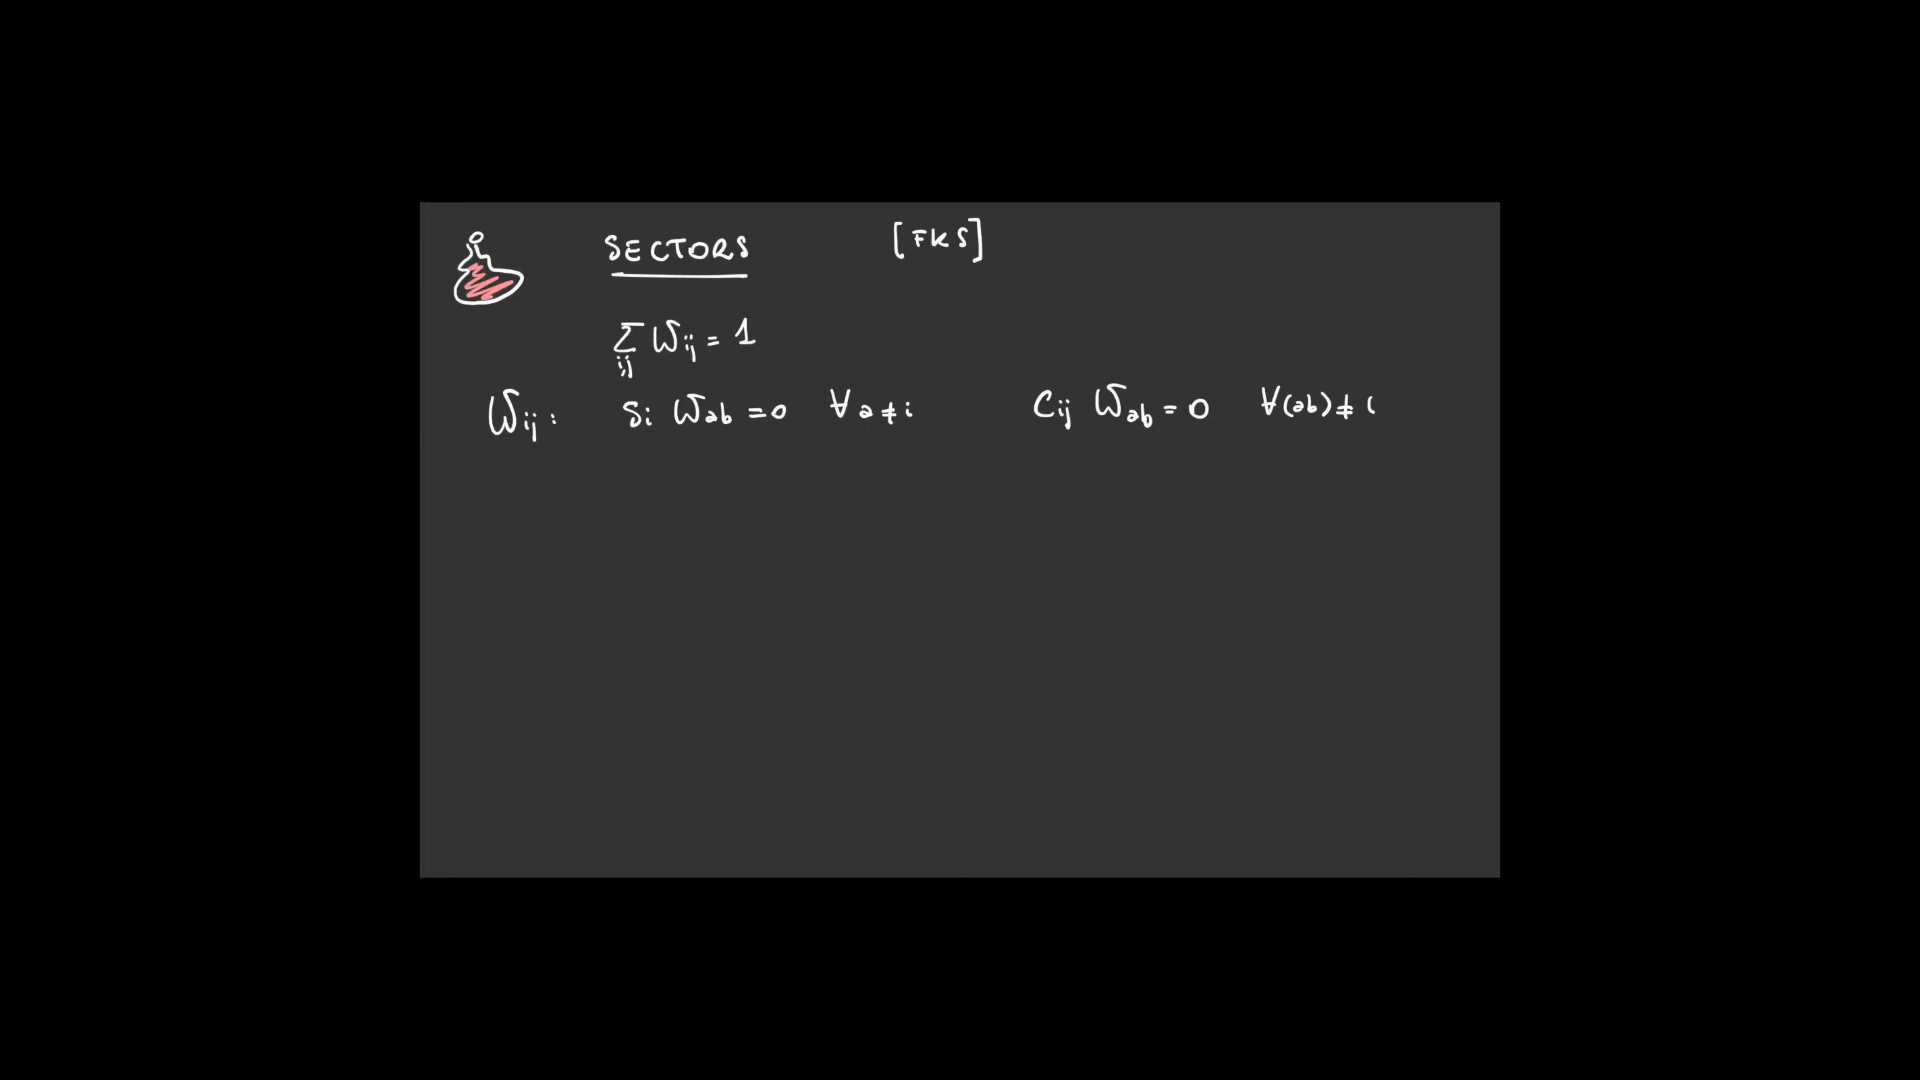 SECTORS [FKS]
∑ij Wij = 1
Wij : Si Wab = 0 ∀ a ≠ i Cij Wab = 0 ∀(ab) ≠ (